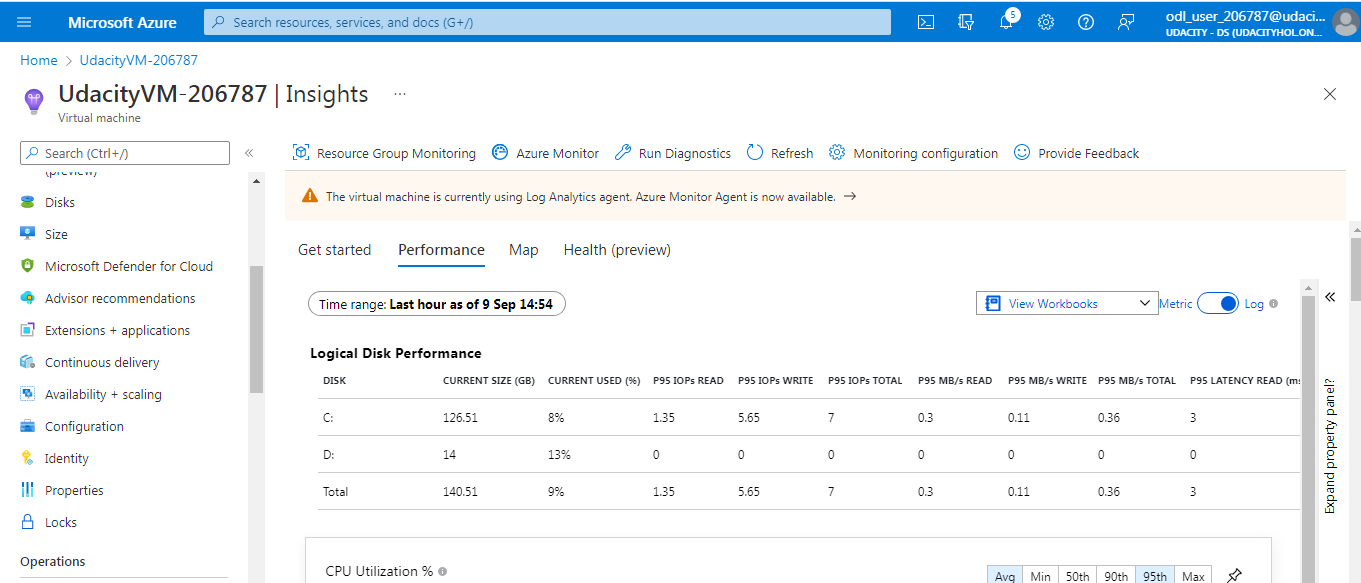 Microsoft Azure
Search resources, services, and docs (G+/)
5
odl_user_206787@udaci...
UDACITY - DS (UDACITYHOL.ON...
Home > UdacityVM-206787
UdacityVM-206787 | Insights ...
Virtual machine
Search (Ctrl+/) «
(preview)
Disks
Size
Microsoft Defender for Cloud
Advisor recommendations
Extensions + applications
Continuous delivery
Availability + scaling
Configuration
Identity
Properties
Locks
Operations
Resource Group Monitoring Azure Monitor Run Diagnostics Refresh Monitoring configuration Provide Feedback
The virtual machine is currently using Log Analytics agent. Azure Monitor Agent is now available. →
Get started Performance Map Health (preview)
Time range: Last hour as of 9 Sep 14:54
View Workbooks Metric Log
Logical Disk Performance
DISK CURRENT SIZE (GB) CURRENT USED (%) P95 IOPs READ P95 IOPs WRITE P95 IOPs TOTAL P95 MB/s READ P95 MB/s WRITE P95 MB/s TOTAL P95 LATENCY READ (ms
C: 126.51 8% 1.35 5.65 7 0.3 0.11 0.36 3
D: 14 13% 0 0 0 0 0 0 0
Total 140.51 9% 1.35 5.65 7 0.3 0.11 0.36 3
CPU Utilization %
Avg Min 50th 90th 95th Max
«
Expand property panel?